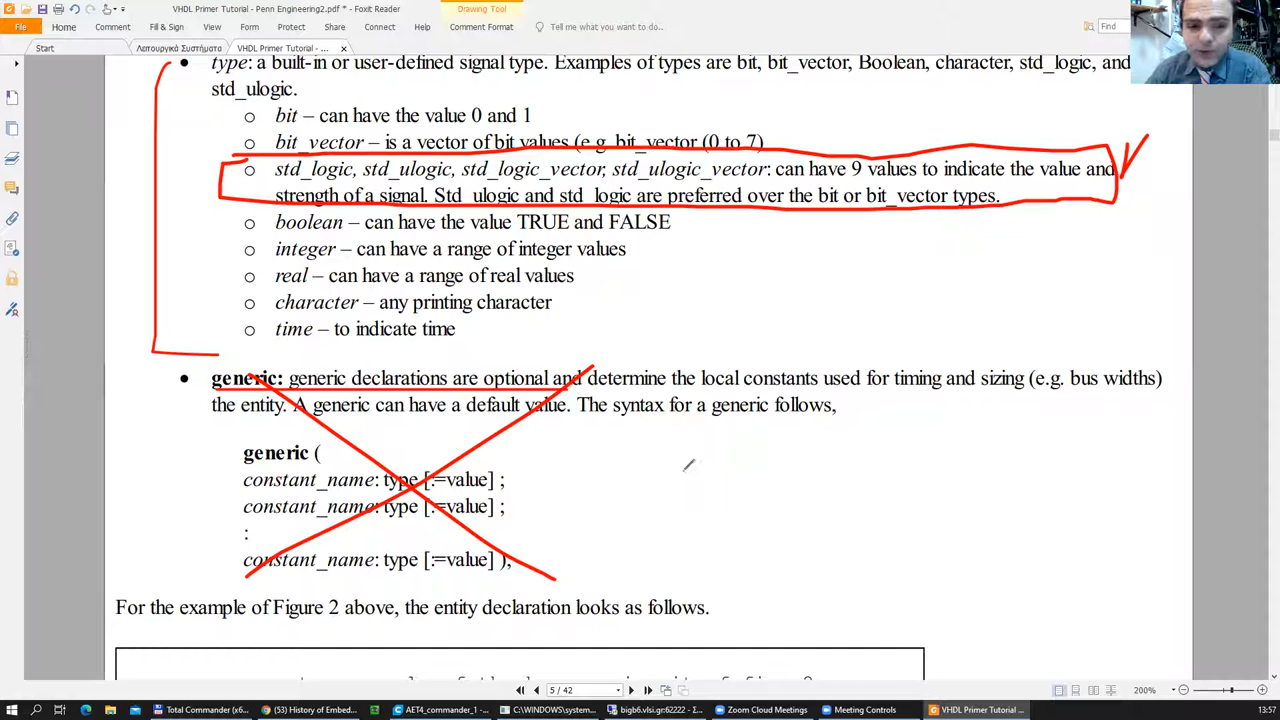 VHDL Primer Tutorial - Penn Engineering2.pdf * - Foxit Reader
Drawing Tool
File Home Comment Fill & Sign View Form Protect Share Connect Help Comment Format Tell me what you want to do... Find
Start Λειτουργικά Συστήματα VHDL Primer Tutorial - ...
• type: a built-in or user-defined signal type. Examples of types are bit, bit_vector, Boolean, character, std_logic, and
std_ulogic.
o bit – can have the value 0 and 1
o bit_vector – is a vector of bit values (e.g. bit_vector (0 to 7)
o std_logic, std_ulogic, std_logic_vector, std_ulogic_vector: can have 9 values to indicate the value and
strength of a signal. Std_ulogic and std_logic are preferred over the bit or bit_vector types.
o boolean – can have the value TRUE and FALSE
o integer – can have a range of integer values
o real – can have a range of real values
o character – any printing character
o time – to indicate time
• generic: generic declarations are optional and determine the local constants used for timing and sizing (e.g. bus widths)
the entity. A generic can have a default value. The syntax for a generic follows,
generic (
constant_name: type [:=value] ;
constant_name: type [:=value] ;
:
constant_name: type [:=value] );
For the example of Figure 2 above, the entity declaration looks as follows.
5 / 42 200%
Total Commander (x6... (53) History of Embed... AET4_commander_1 - ... C:\WINDOWS\system... bigb6.vlsi.gr:62222 - ... Zoom Cloud Meetings Meeting Controls VHDL Primer Tutorial -... 13:57